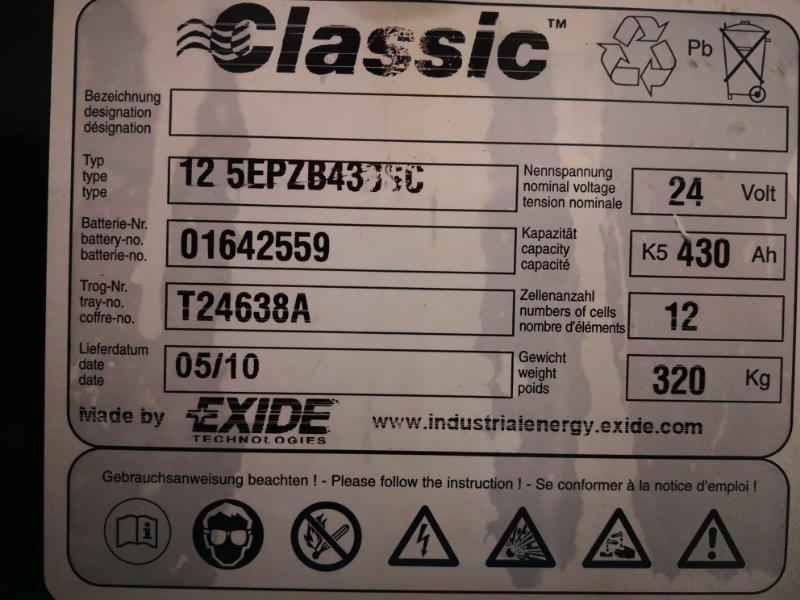 Classic™
Pb
Bezeichnung
designation
désignation
Typ
type
type
12 5EPZB430SC
Nennspannung
nominal voltage
tension nominale
24 Volt
Batterie-Nr.
battery-no.
batterie-no.
01642559
Kapazität
capacity
capacité
K5 430 Ah
Trog-Nr.
tray-no.
coffre-no.
T24638A
Zellenanzahl
numbers of cells
nombre d'éléments
12
Lieferdatum
date
date
05/10
Gewicht
weight
poids
320 Kg
Made by EXIDE TECHNOLOGIES
www.industrialenergy.exide.com
Gebrauchsanweisung beachten ! - Please follow the instruction ! - Se conformer à la notice d'emploi !